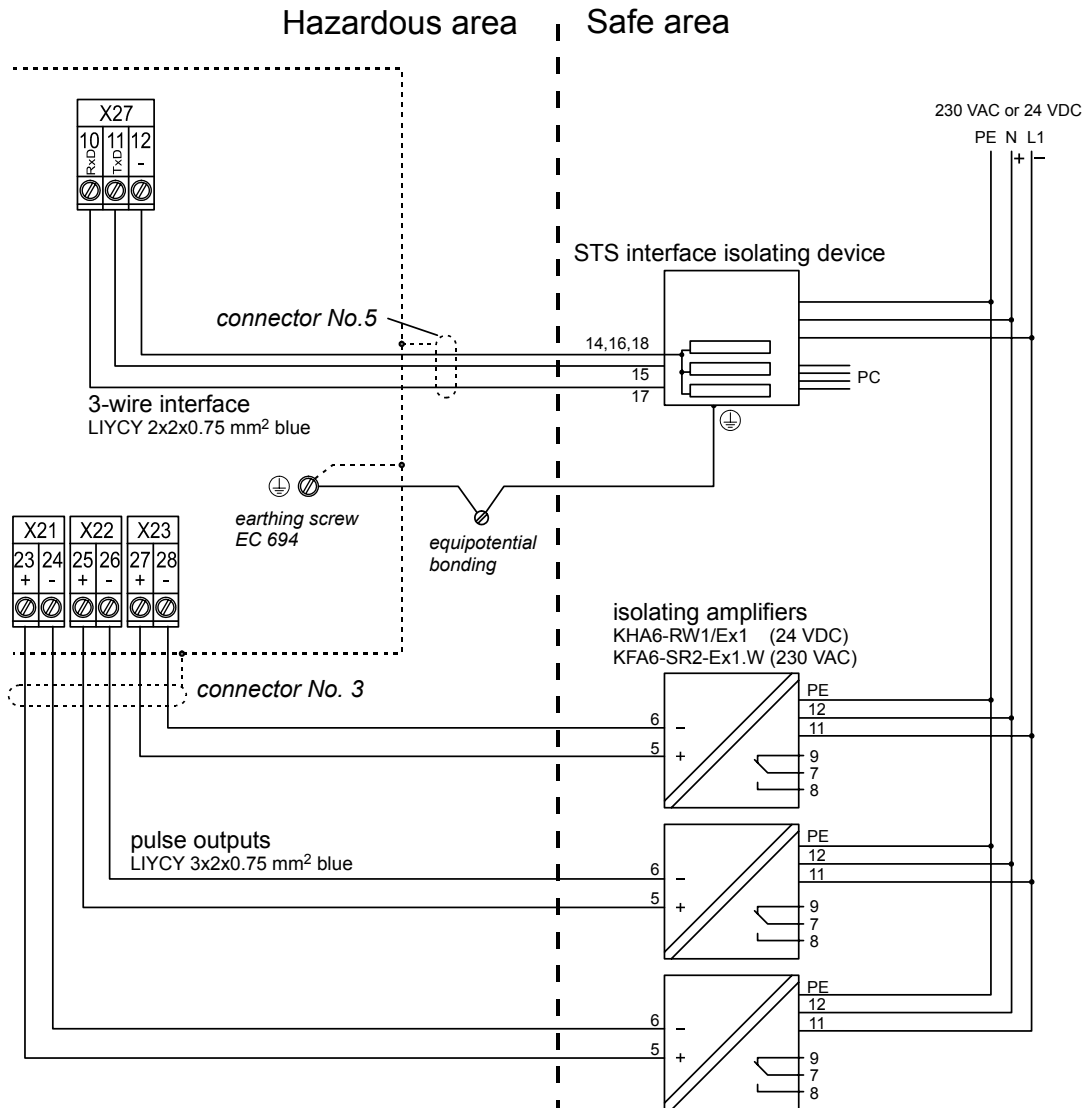 Hazardous area
Safe area
230 VAC or 24 VDC
PE N L1
+ −
X27
10 11 12
RxD TxD -
STS interface isolating device
connector No.5
14,16,18
15
17
PC
3-wire interface
LIYCY 2x2x0.75 mm² blue
earthing screw
EC 694
equipotential
bonding
X21 X22 X23
23 24 25 26 27 28
+ - + - + -
isolating amplifiers
KHA6-RW1/Ex1 (24 VDC)
KFA6-SR2-Ex1.W (230 VAC)
connector No. 3
PE
12
11
6 −
5 +
9
7
8
pulse outputs
LIYCY 3x2x0.75 mm² blue
PE
12
11
6 −
5 +
9
7
8
PE
12
11
6 −
5 +
9
7
8